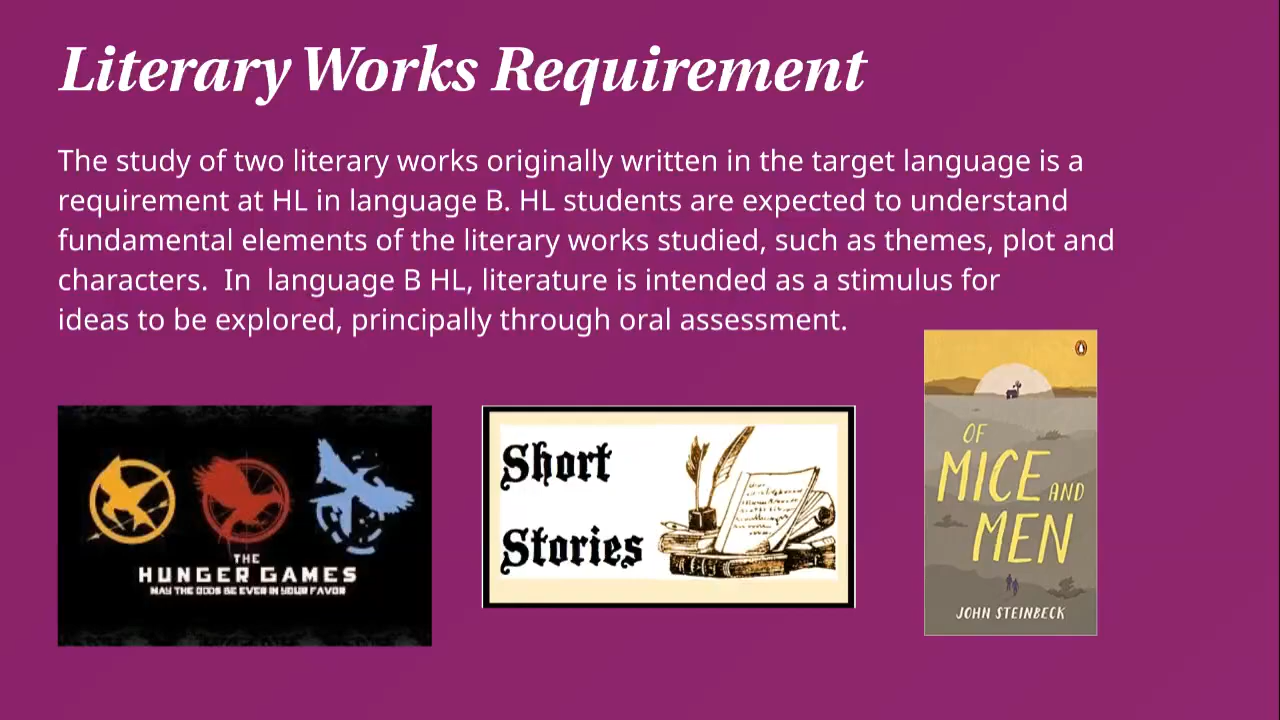 Literary Works Requirement
The study of two literary works originally written in the target language is a
requirement at HL in language B. HL students are expected to understand
fundamental elements of the literary works studied, such as themes, plot and
characters.  In  language B HL, literature is intended as a stimulus for
ideas to be explored, principally through oral assessment.
THE
HUNGER GAMES
MAY THE ODDS BE EVER IN YOUR FAVOR
Short
Stories
OF
MICE AND
MEN
JOHN STEINBECK